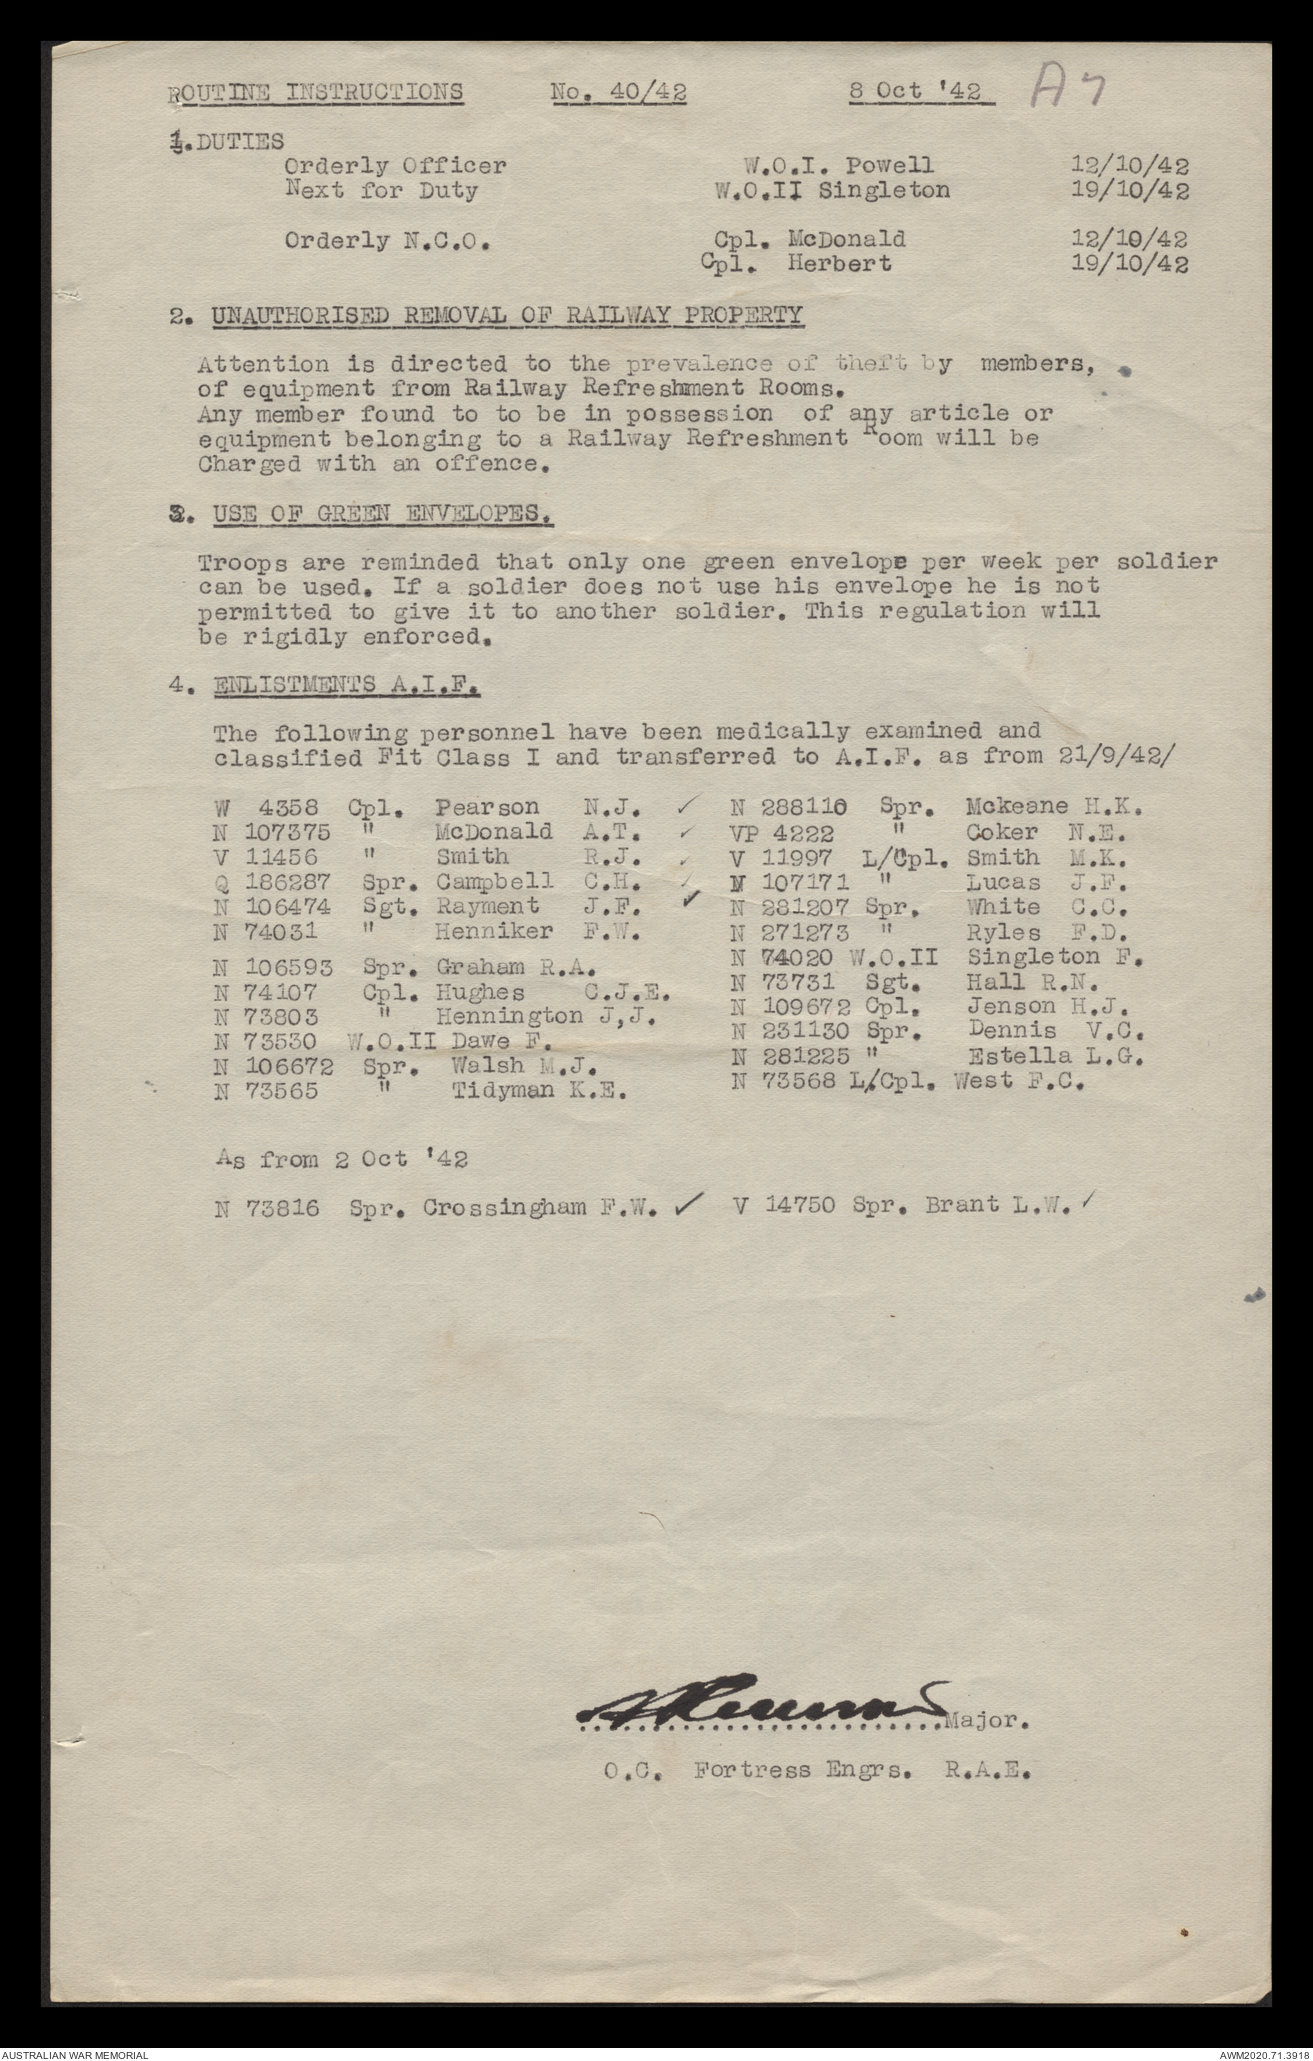 ROUTINE INSTRUCTIONS No. 40/42 8 Oct '42 A7
1.DUTIES
Orderly Officer W.O.I. Powell 12/10/42
Next for Duty W.O.II Singleton 19/10/42
Orderly N.C.O. Cpl. McDonald 12/10/42
Cpl. Herbert 19/10/42
2. UNAUTHORISED REMOVAL OF RAILWAY PROPERTY
Attention is directed to the prevalence of theft by members,
of equipment from Railway Refreshment Rooms.
Any member found to to be in possession of any article or
equipment belonging to a Railway Refreshment Room will be
Charged with an offence.
3. USE OF GREEN ENVELOPES.
Troops are reminded that only one green envelope per week per soldier
can be used. If a soldier does not use his envelope he is not
permitted to give it to another soldier. This regulation will
be rigidly enforced.
4. ENLISTMENTS A.I.F.
The following personnel have been medically examined and
classified Fit Class I and transferred to A.I.F. as from 21/9/42/
W 4358 Cpl. Pearson N.J. ✓ N 288110 Spr. Mckeane H.K.
N 107375 " McDonald A.T. ✓ VP 4222 " Coker N.E.
V 11456 " Smith R.J. ✓ V 11997 L/Cpl. Smith M.K.
Q 186287 Spr. Campbell C.H. ✓ N 107171 " Lucas J.F.
N 106474 Sgt. Rayment J.F. ✓ N 281207 Spr. White C.C.
N 74031 " Henniker F.W. N 271273 " Ryles F.D.
N 106593 Spr. Graham R.A. N 74020 W.O.II Singleton F.
N 74107 Cpl. Hughes C.J.E. N 73731 Sgt. Hall R.N.
N 73803 " Hennington J,J. N 109672 Cpl. Jenson H.J.
N 73530 W.O.II Dawe F. N 231130 Spr. Dennis V.C.
N 106672 Spr. Walsh M.J. N 281225 " Estella L.G.
N 73565 " Tidyman K.E. N 73568 L/Cpl. West F.C.
As from 2 Oct '42
N 73816 Spr. Crossingham F.W. ✓ V 14750 Spr. Brant L.W. ✓
.........................Major.
O.C. Fortress Engrs. R.A.E.
AUSTRALIAN WAR MEMORIAL AWM2020.71.3918